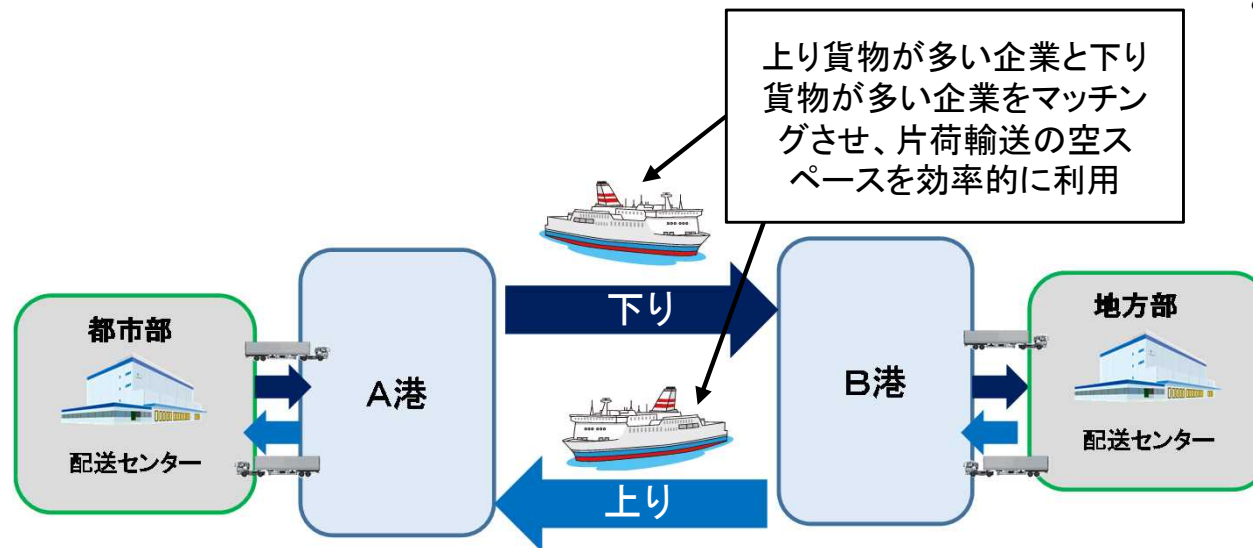 上り貨物が多い企業と下り
貨物が多い企業をマッチン
グさせ、片荷輸送の空ス
ペースを効率的に利用
下り
都市部
地方部
A港
B港
配送センター
配送センター
上り